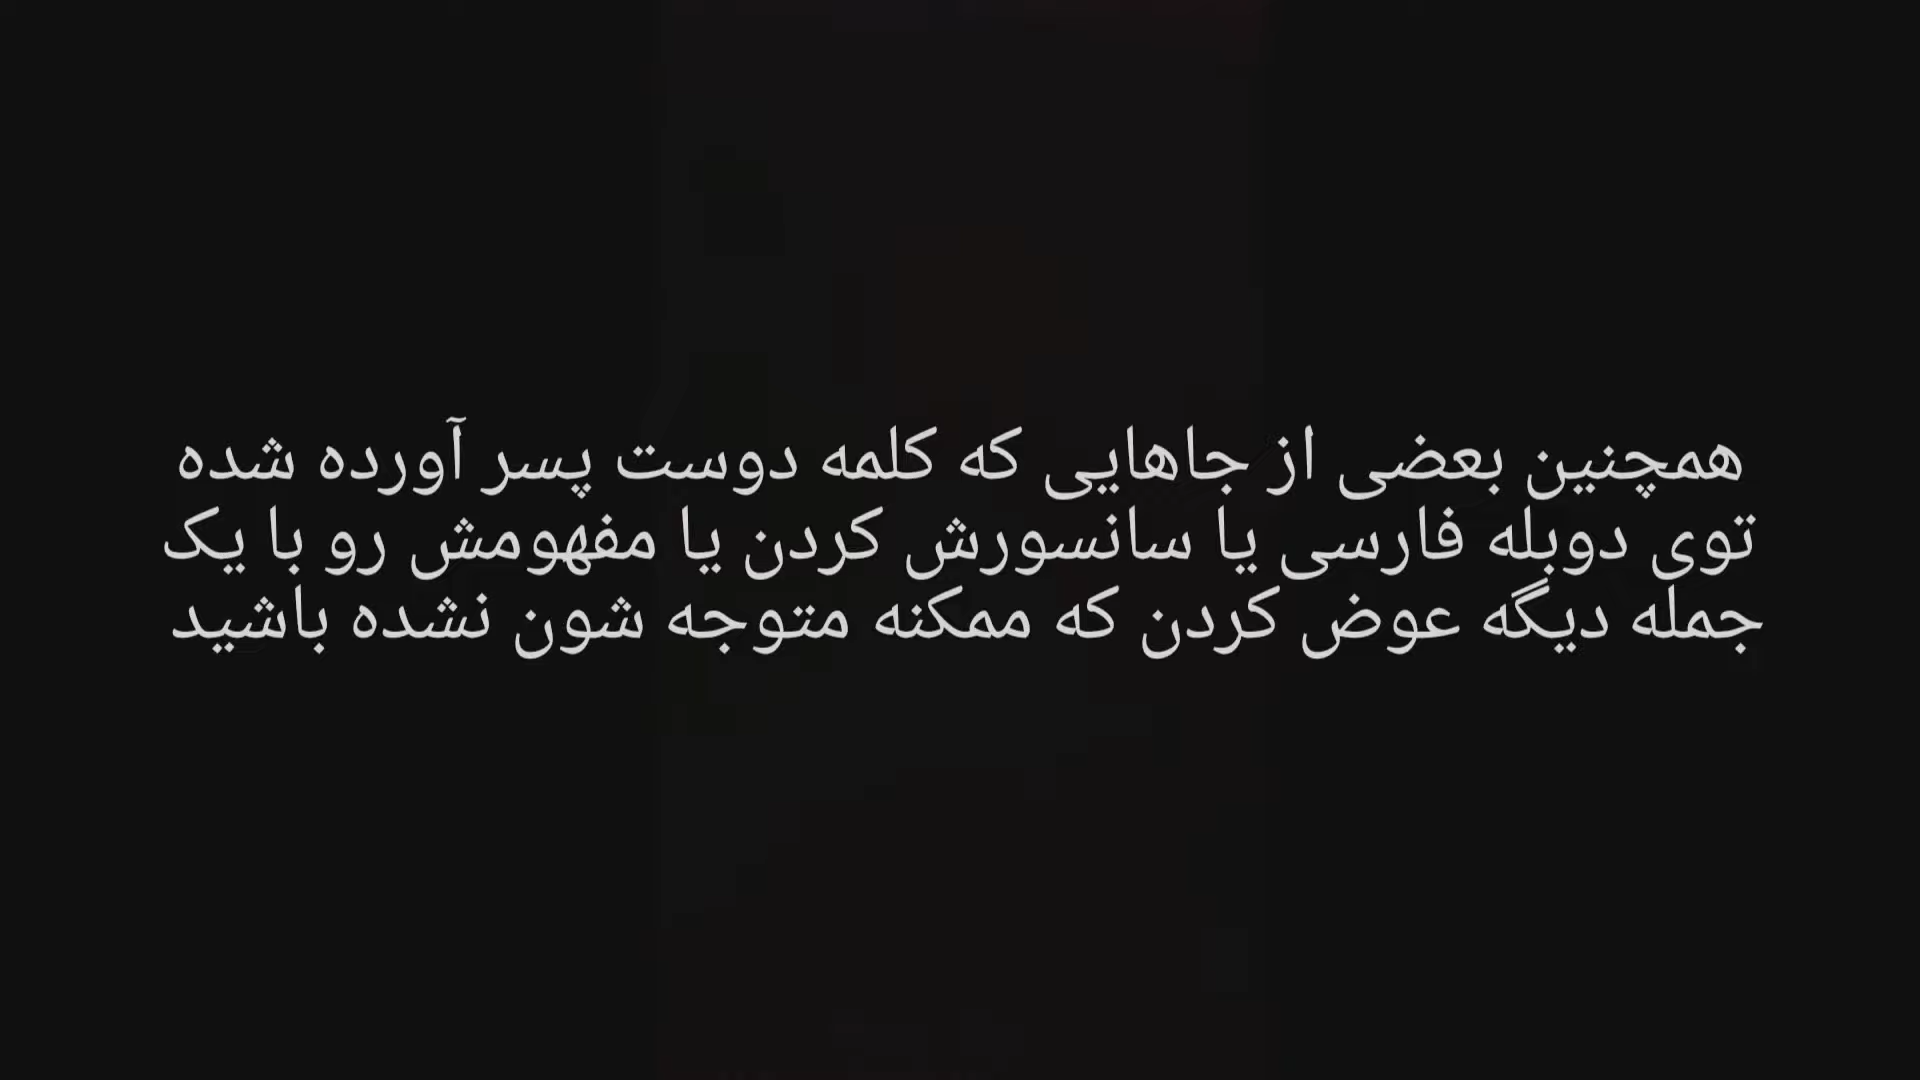 همچنین بعضی از جاهایی که کلمه دوست پسر آورده شده
توی دوبله فارسی یا سانسورش کردن یا مفهومش رو با یک
جمله دیگه عوض کردن که ممکنه متوجه شون نشده باشید